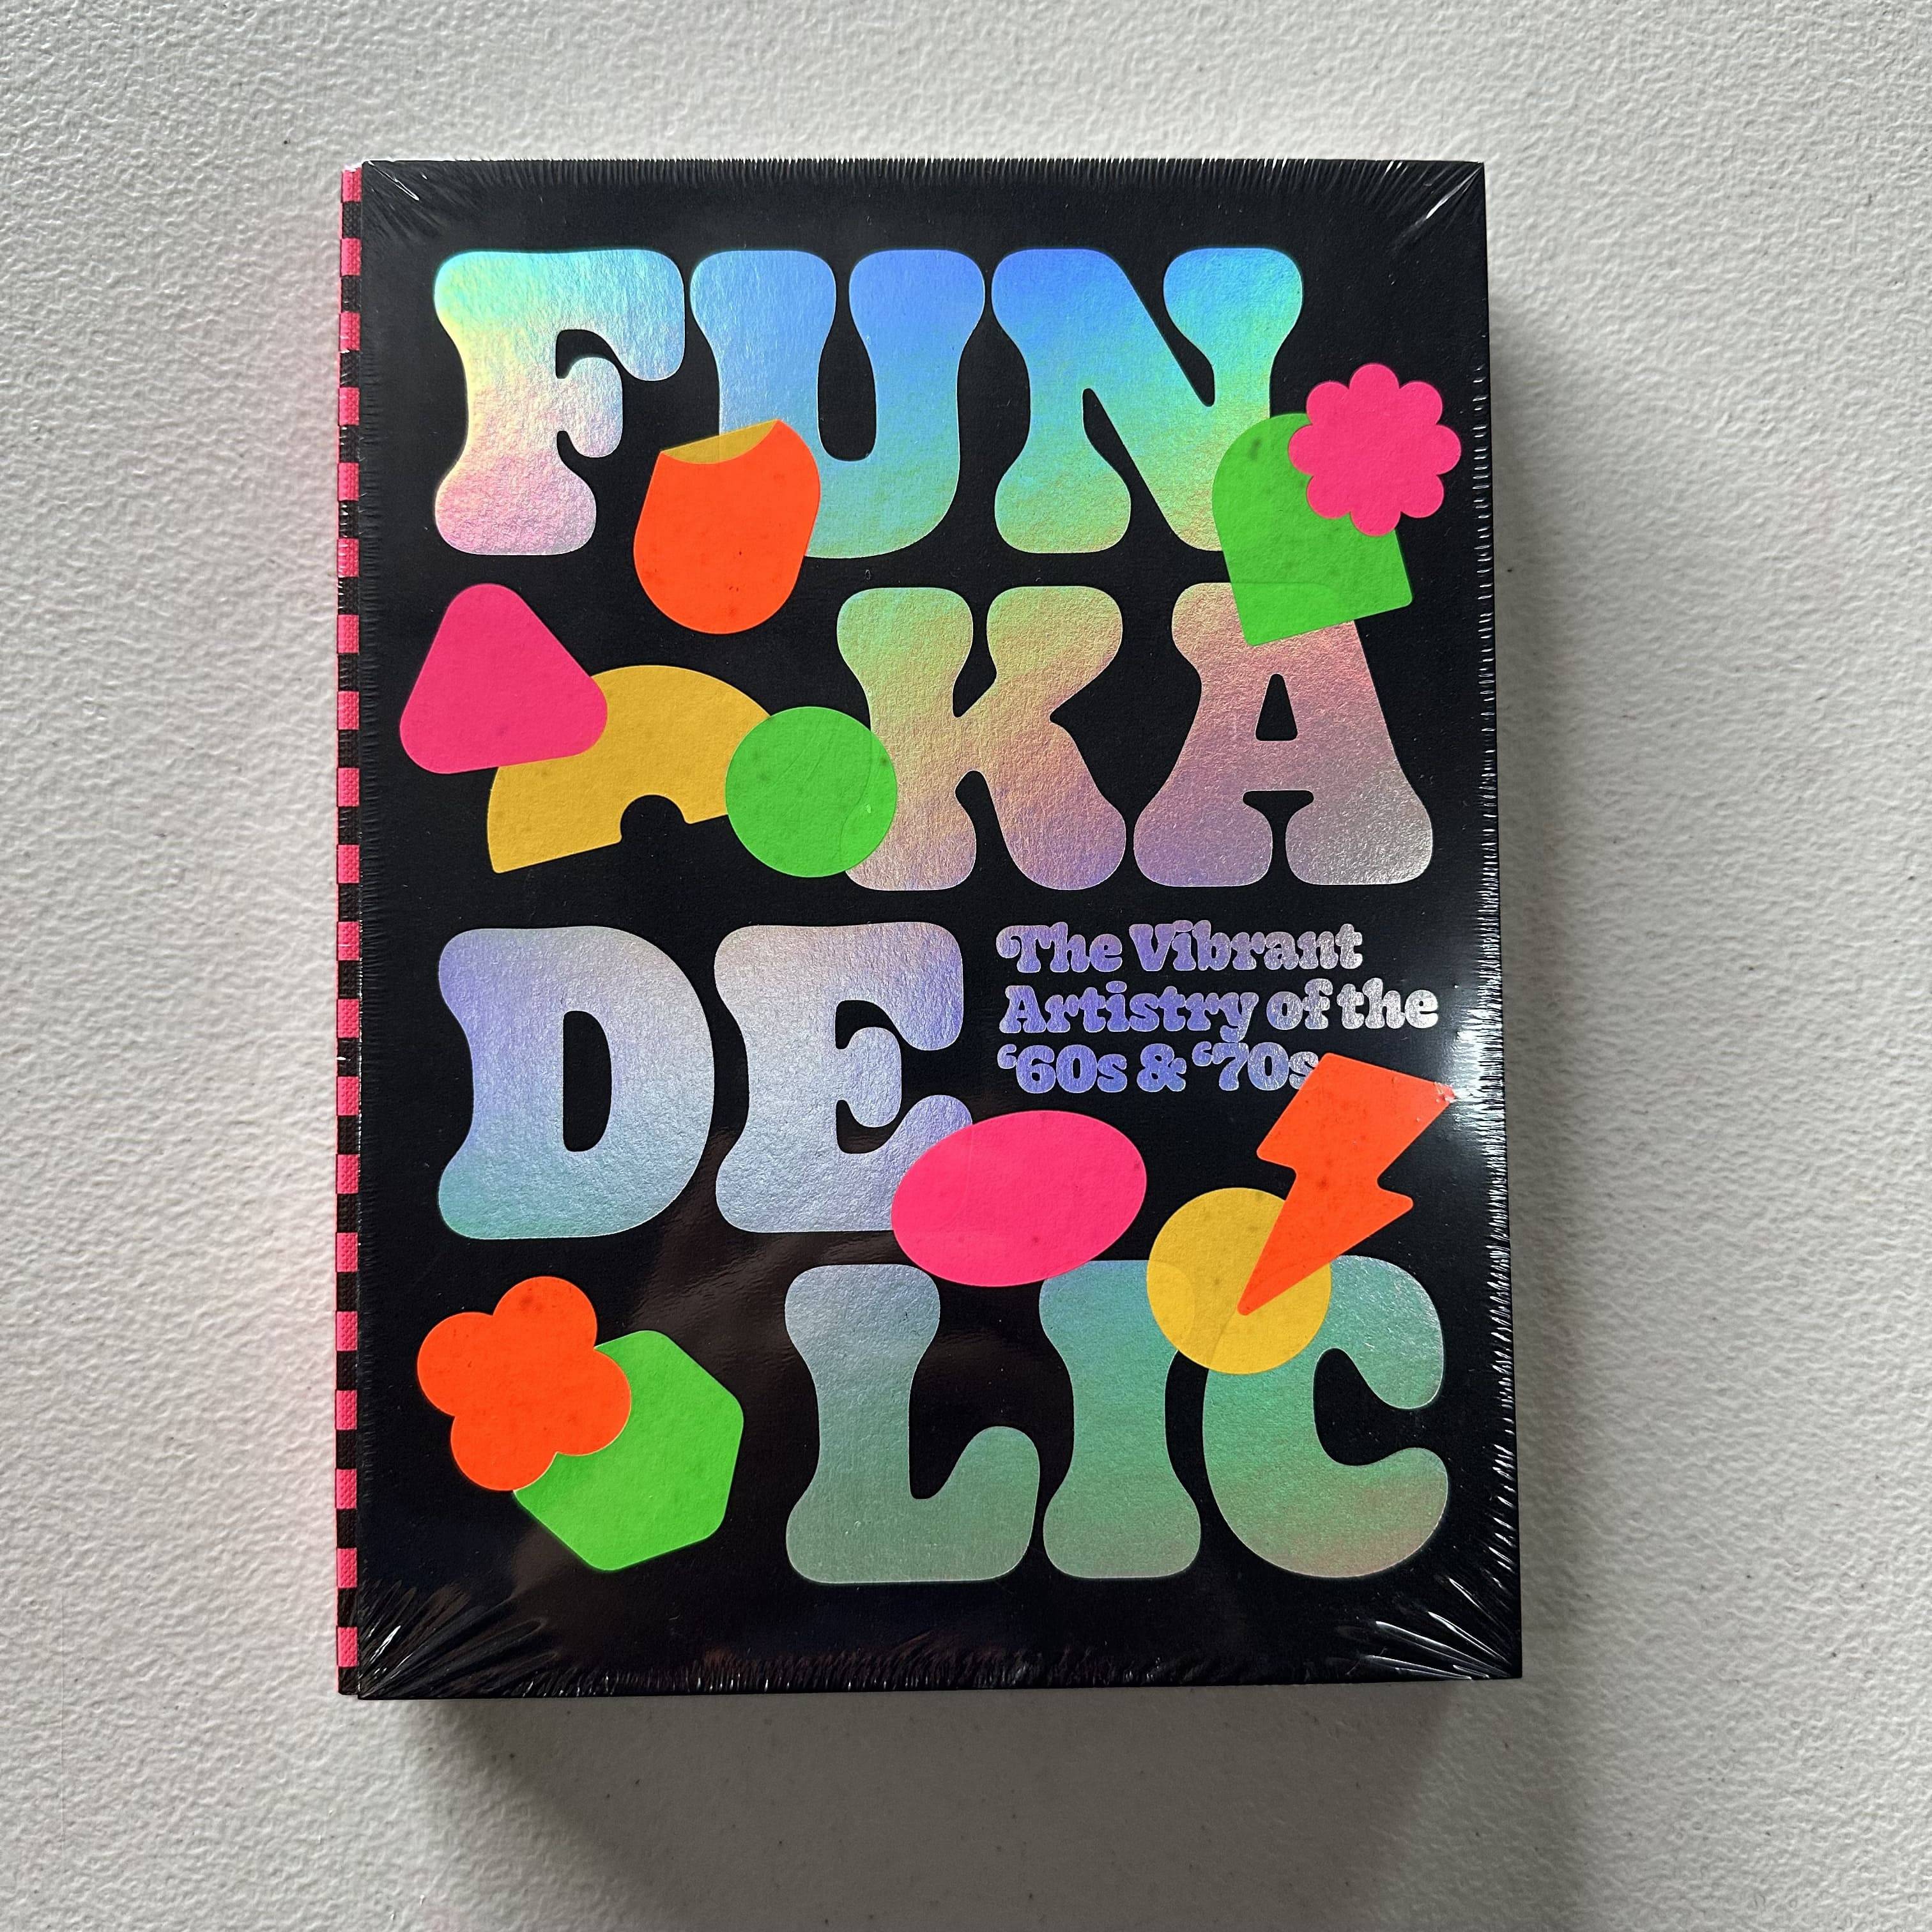 FUN
KA
DE
The Vibrant
Artistry of the
‘60s & ‘70s
LIC